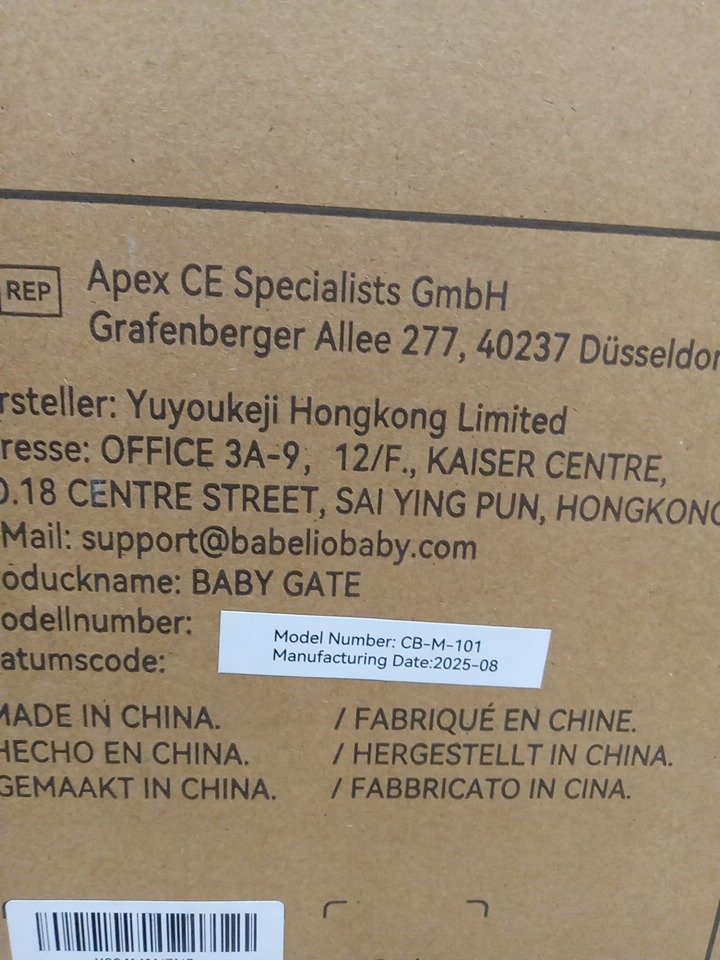 REP
Apex CE Specialists GmbH
Grafenberger Allee 277, 40237 Düsseldor
rsteller: Yuyoukeji Hongkong Limited
resse: OFFICE 3A-9, 12/F., KAISER CENTRE,
O.18 CENTRE STREET, SAI YING PUN, HONGKONG
Mail: support@babeliobaby.com
oduckname: BABY GATE
odellnumber:
atumscode:
Model Number: CB-M-101
Manufacturing Date:2025-08
MADE IN CHINA. / FABRIQUÉ EN CHINE.
HECHO EN CHINA. / HERGESTELLT IN CHINA.
GEMAAKT IN CHINA. / FABBRICATO IN CINA.